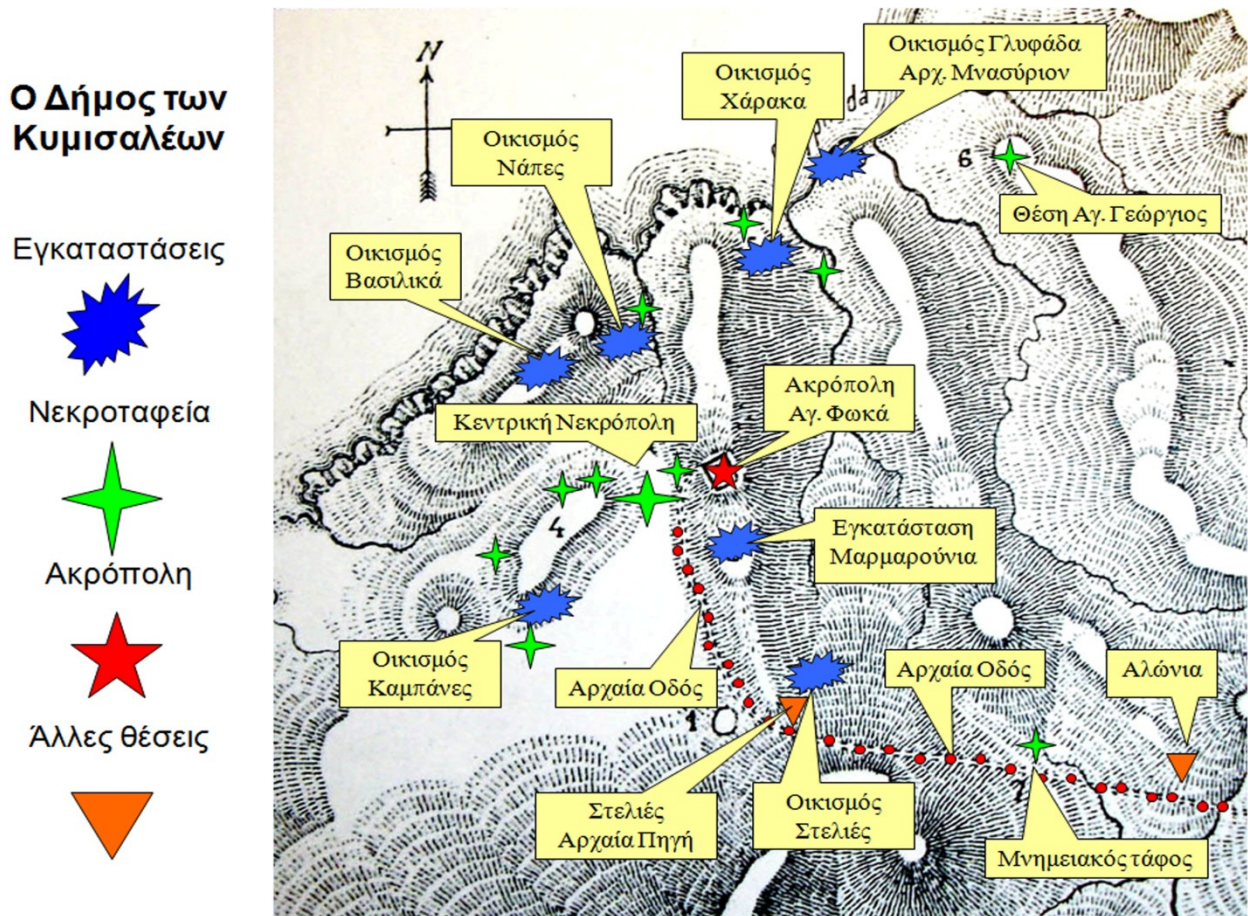 Ο Δήμος των
Κυμισαλέων
Εγκαταστάσεις
Νεκροταφεία
Ακρόπολη
Άλλες θέσεις
N
Οικισμός Γλυφάδα
Αρχ. Μνασύριον
Οικισμός
Χάρακα
Οικισμός
Νάπες
6
Θέση Αγ. Γεώργιος
Οικισμός
Βασιλικά
Ακρόπολη
Αγ. Φωκά
Κεντρική Νεκρόπολη
4
Εγκατάσταση
Μαρμαρούνια
Οικισμός
Καμπάνες
Αρχαία Οδός
Αρχαία Οδός
Αλώνια
1
7
Στελιές
Αρχαία Πηγή
Οικισμός
Στελιές
Μνημειακός τάφος